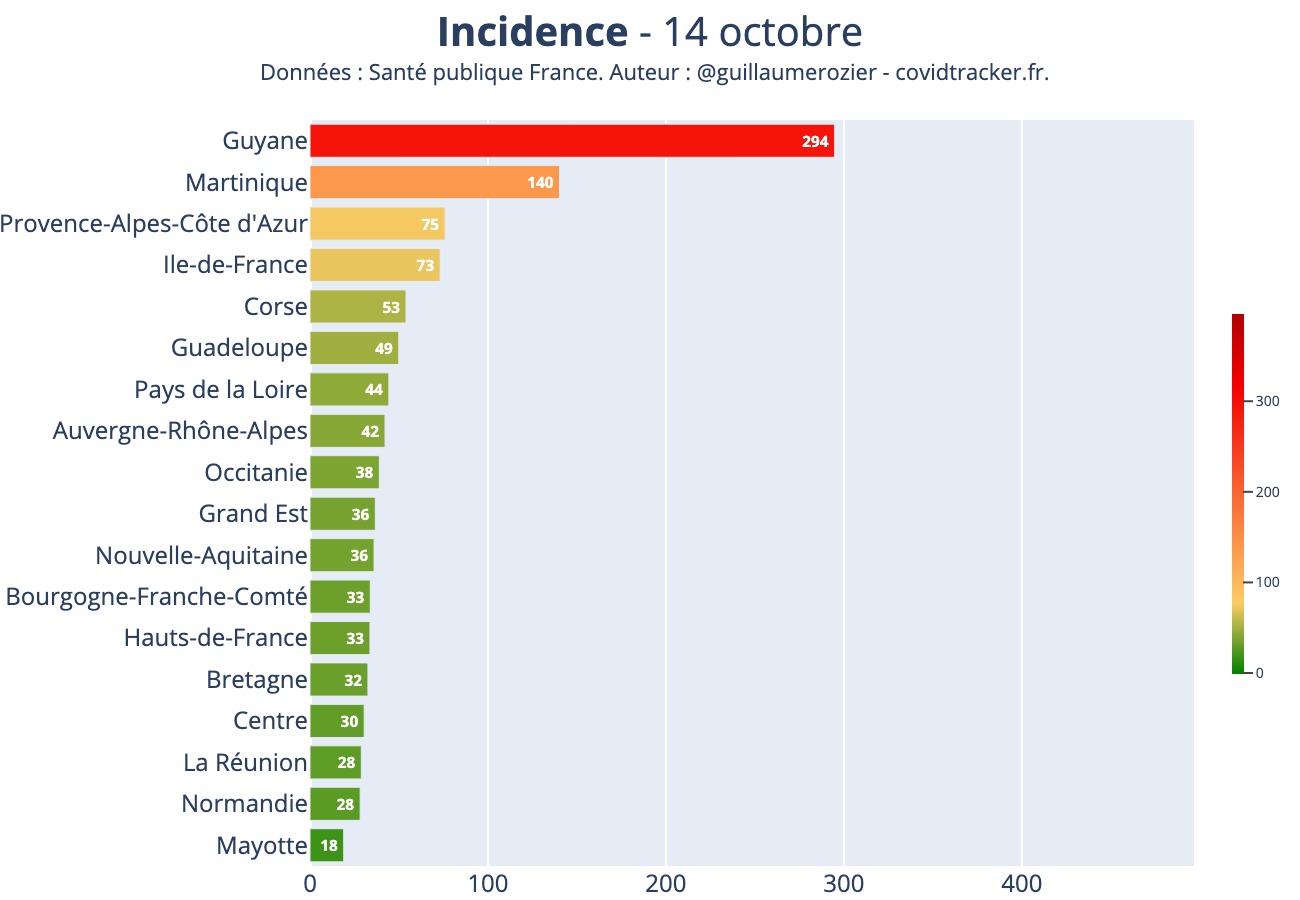 Incidence - 14 octobre
Données : Santé publique France. Auteur : @guillaumerozier - covidtracker.fr.
Guyane 294
Martinique 140
Provence-Alpes-Côte d'Azur 75
Ile-de-France 73
Corse 53
Guadeloupe 49
Pays de la Loire 44
Auvergne-Rhône-Alpes 42
Occitanie 38
Grand Est 36
Nouvelle-Aquitaine 36
Bourgogne-Franche-Comté 33
Hauts-de-France 33
Bretagne 32
Centre 30
La Réunion 28
Normandie 28
Mayotte 18
0 100 200 300 400
300
200
100
0